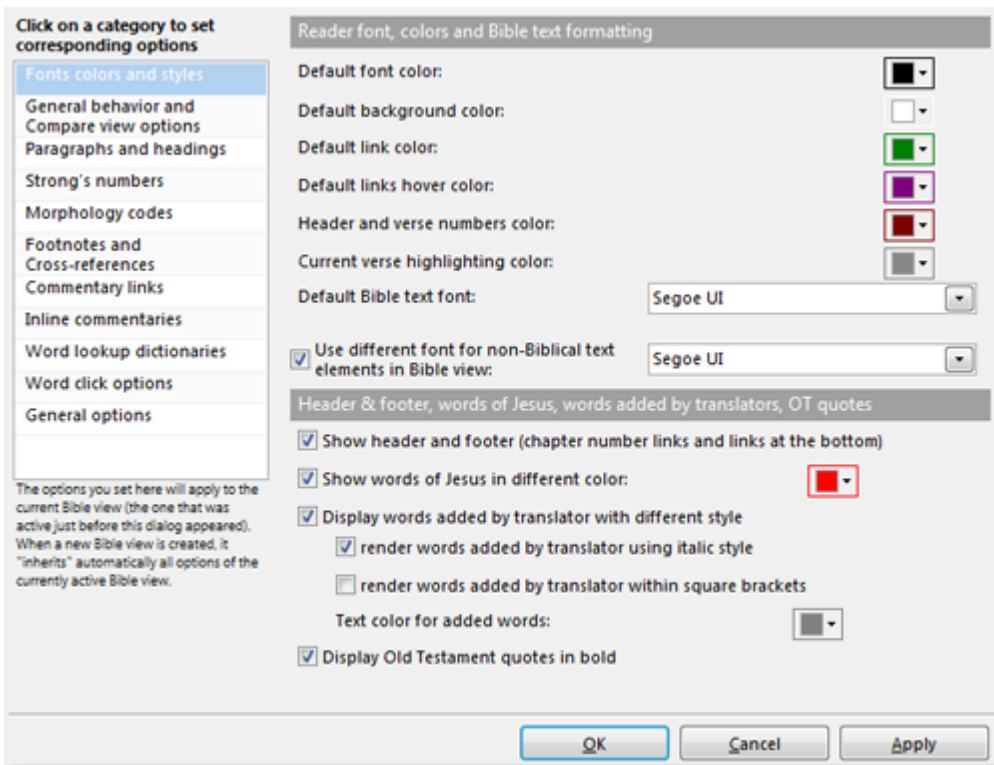 Click on a category to set
corresponding options
Fonts colors and styles
General behavior and
Compare view options
Paragraphs and headings
Strong's numbers
Morphology codes
Footnotes and
Cross-references
Commentary links
Inline commentaries
Word lookup dictionaries
Word click options
General options
The options you set here will apply to the
current Bible view (the one that was
active just before this dialog appeared).
When a new Bible view is created, it
"inherits" automatically all options of the
currently active Bible view.
Reader font, colors and Bible text formatting
Default font color:
Default background color:
Default link color:
Default links hover color:
Header and verse numbers color:
Current verse highlighting color:
Default Bible text font: Segoe UI
Use different font for non-Biblical text
elements in Bible view: Segoe UI
Header & footer, words of Jesus, words added by translators, OT quotes
Show header and footer (chapter number links and links at the bottom)
Show words of Jesus in different color:
Display words added by translator with different style
render words added by translator using italic style
render words added by translator within square brackets
Text color for added words:
Display Old Testament quotes in bold
OK Cancel Apply